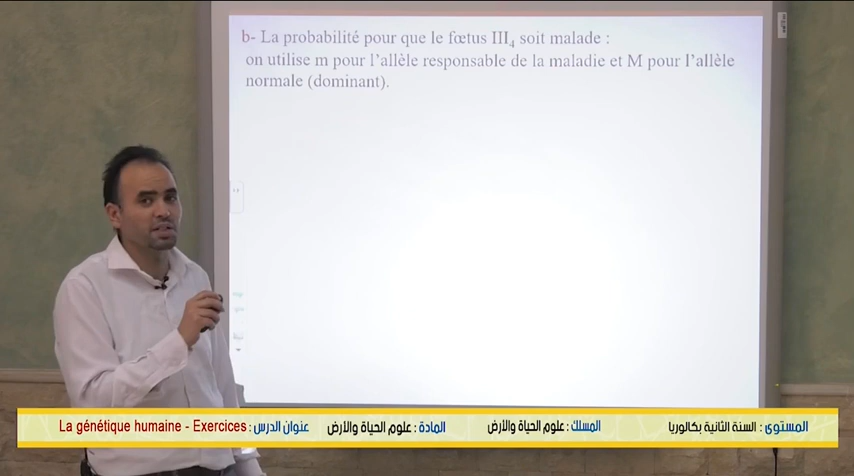 b- La probabilité pour que le fœtus III4 soit malade :
on utilise m pour l'allèle responsable de la maladie et M pour l'allèle
normale (dominant).
المستوى : السنة الثانية بكالوريا
المسلك : علوم الحياة والأرض
المادة : علوم الحياة والأرض
عنوان الدرس : La génétique humaine - Exercices